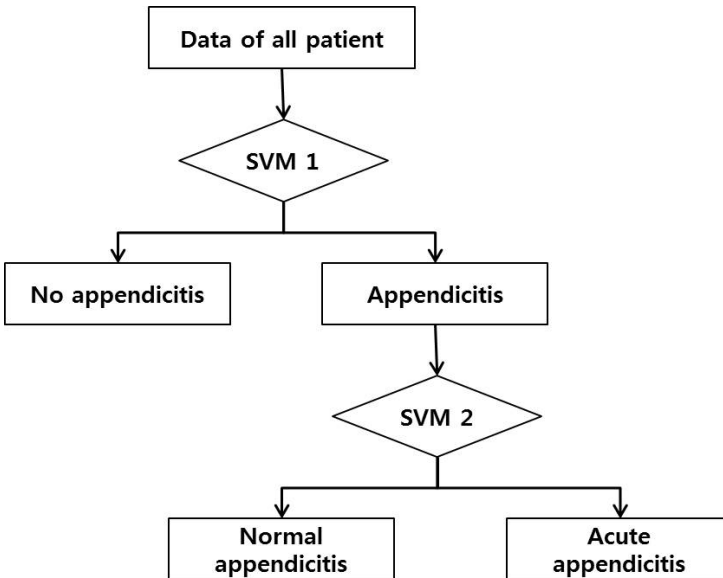 Data of all patient
SVM 1
No appendicitis
Appendicitis
SVM 2
Normal
appendicitis
Acute
appendicitis